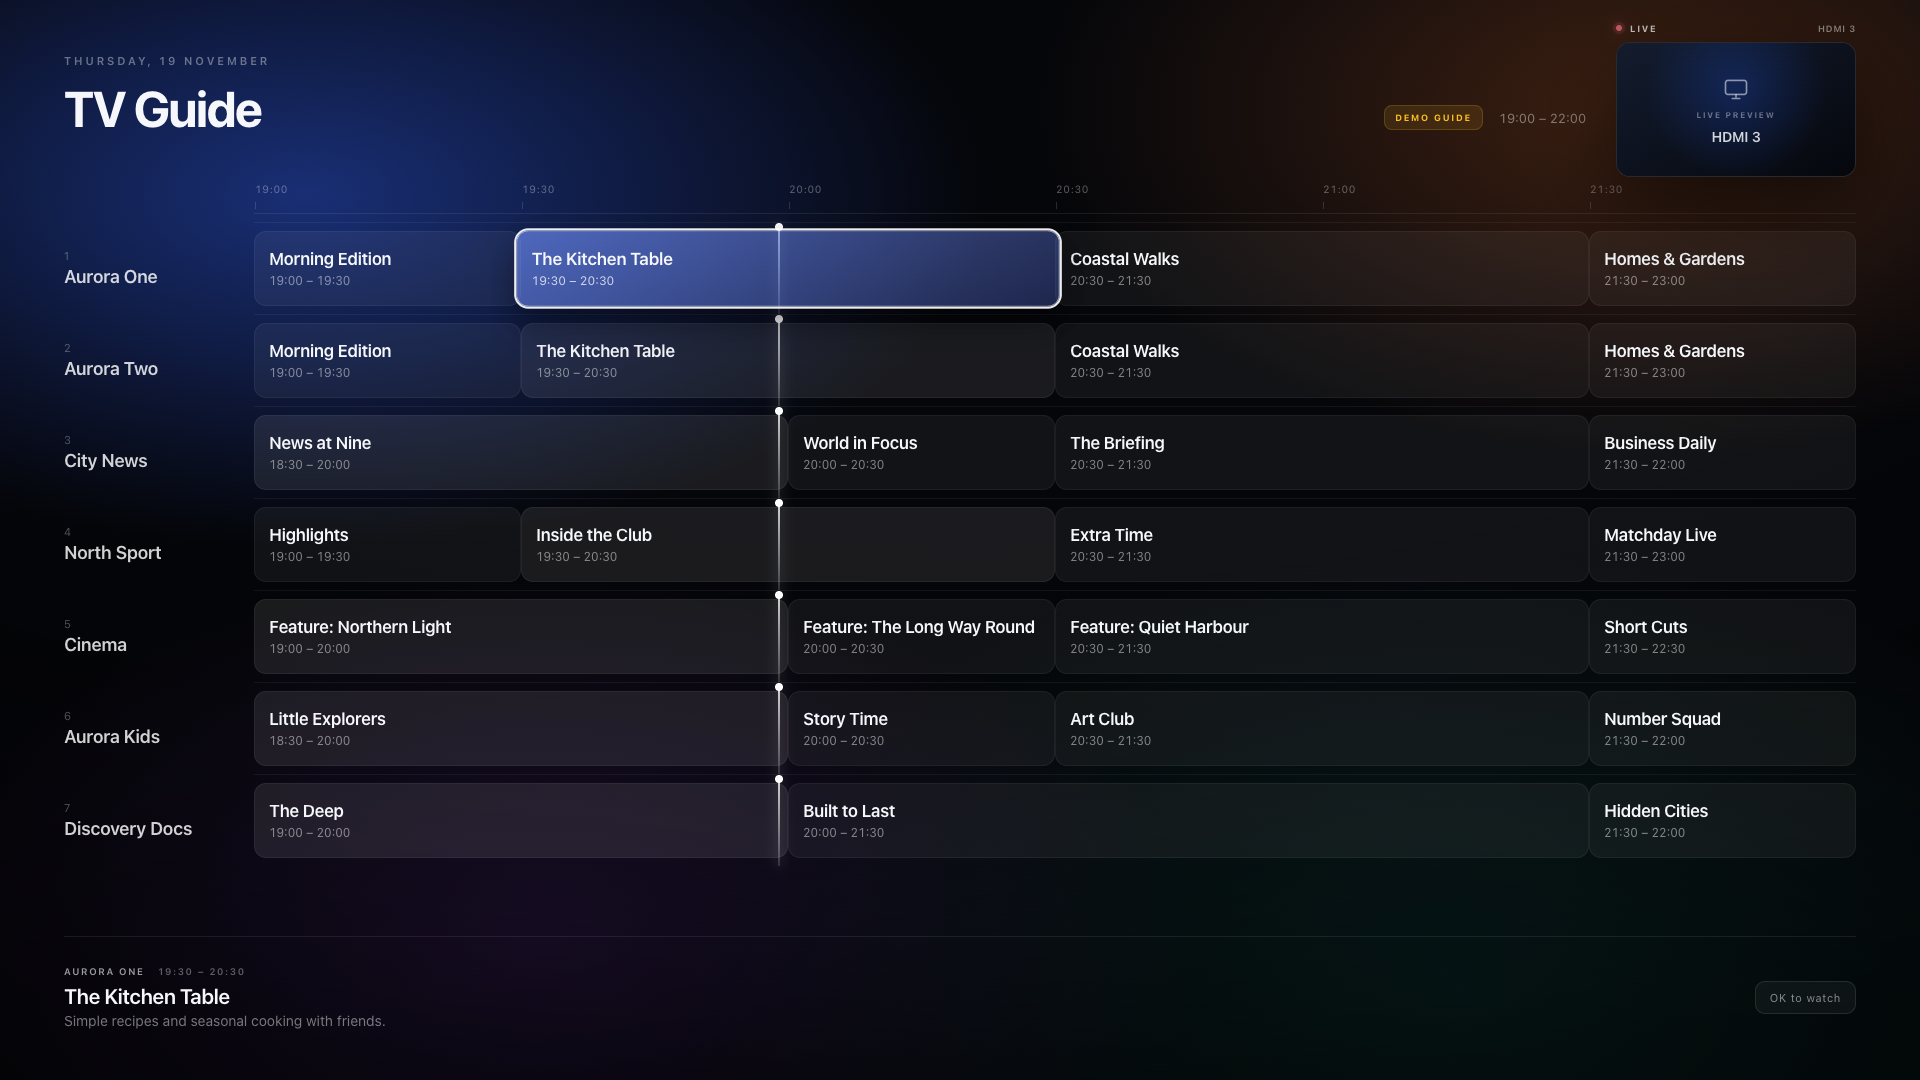 LIVE
HDMI 3
THURSDAY, 19 NOVEMBER
TV Guide
DEMO GUIDE
19:00 – 22:00
LIVE PREVIEW
HDMI 3
19:00
19:30
20:00
20:30
21:00
21:30
1
Aurora One
Morning Edition
19:00 – 19:30
The Kitchen Table
19:30 – 20:30
Coastal Walks
20:30 – 21:30
Homes & Gardens
21:30 – 23:00
2
Aurora Two
Morning Edition
19:00 – 19:30
The Kitchen Table
19:30 – 20:30
Coastal Walks
20:30 – 21:30
Homes & Gardens
21:30 – 23:00
3
City News
News at Nine
18:30 – 20:00
World in Focus
20:00 – 20:30
The Briefing
20:30 – 21:30
Business Daily
21:30 – 22:00
4
North Sport
Highlights
19:00 – 19:30
Inside the Club
19:30 – 20:30
Extra Time
20:30 – 21:30
Matchday Live
21:30 – 23:00
5
Cinema
Feature: Northern Light
19:00 – 20:00
Feature: The Long Way Round
20:00 – 20:30
Feature: Quiet Harbour
20:30 – 21:30
Short Cuts
21:30 – 22:30
6
Aurora Kids
Little Explorers
18:30 – 20:00
Story Time
20:00 – 20:30
Art Club
20:30 – 21:30
Number Squad
21:30 – 22:00
7
Discovery Docs
The Deep
19:00 – 20:00
Built to Last
20:00 – 21:30
Hidden Cities
21:30 – 22:00
AURORA ONE 19:30 – 20:30
The Kitchen Table
Simple recipes and seasonal cooking with friends.
OK to watch